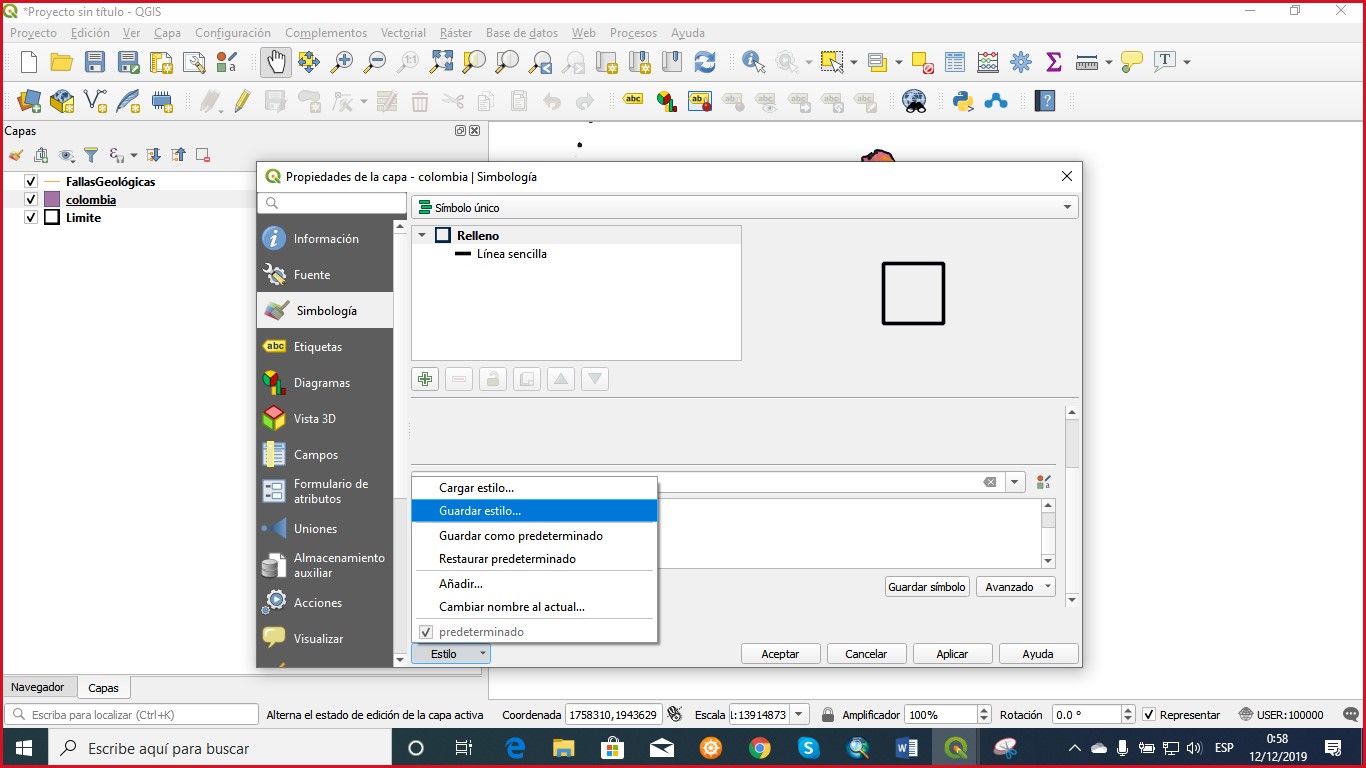 *Proyecto sin título - QGIS
Proyecto Edición Ver Capa Configuración Complementos Vectorial Ráster Base de datos Web Procesos Ayuda
abc
Capas
FallasGeológicas
colombia
Limite
Propiedades de la capa - colombia | Simbología
Símbolo único
Información
Fuente
Simbología
abc Etiquetas
Diagramas
Vista 3D
Campos
Formulario de
atributos
Uniones
Almacenamiento
auxiliar
Acciones
Visualizar
Relleno
Línea sencilla
Cargar estilo...
Guardar estilo...
Guardar como predeterminado
Restaurar predeterminado
Añadir...
Cambiar nombre al actual...
predeterminado
Guardar símbolo Avanzado
Estilo Aceptar Cancelar Aplicar Ayuda
Navegador Capas
Escriba para localizar (Ctrl+K) Alterna el estado de edición de la capa activa Coordenada 1758310,1943629 Escala 1:13914873 Amplificador 100% Rotación 0.0 ° Representar USER:100000
Escribe aquí para buscar
ESP
0:58
12/12/2019